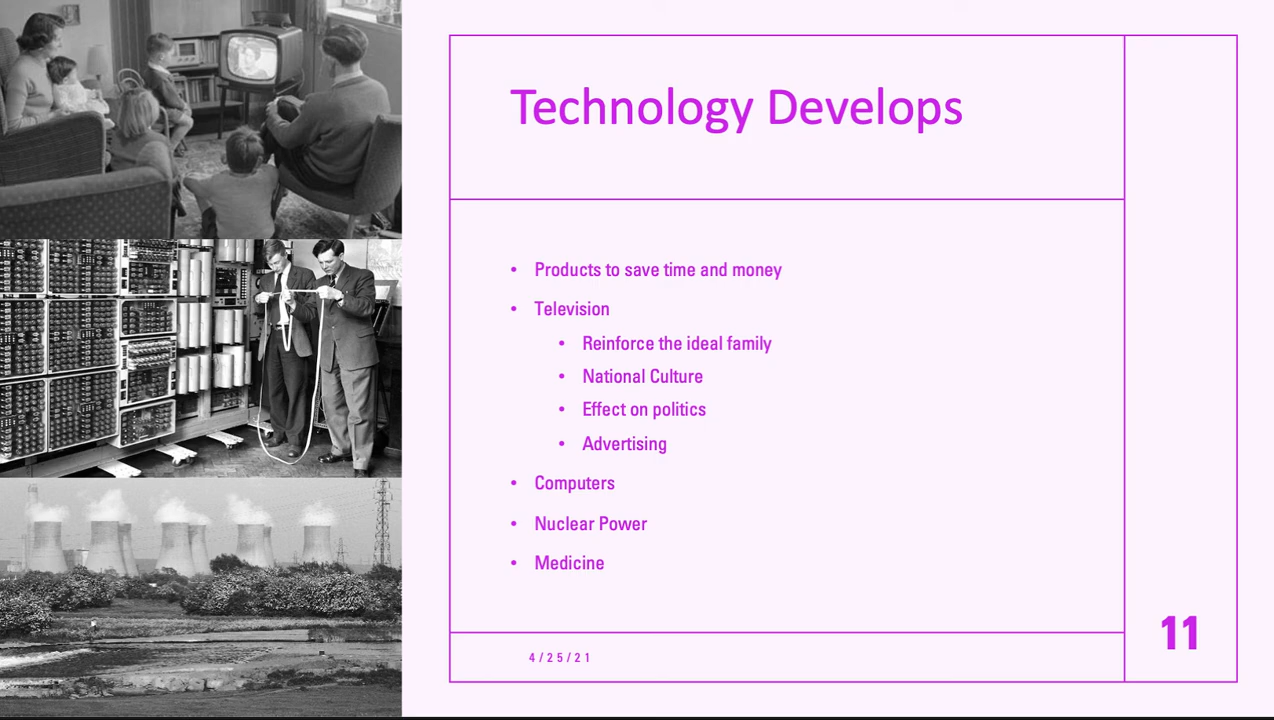 Technology Develops
• Products to save time and money
• Television
• Reinforce the ideal family
• National Culture
• Effect on politics
• Advertising
• Computers
• Nuclear Power
• Medicine
4/25/21
11